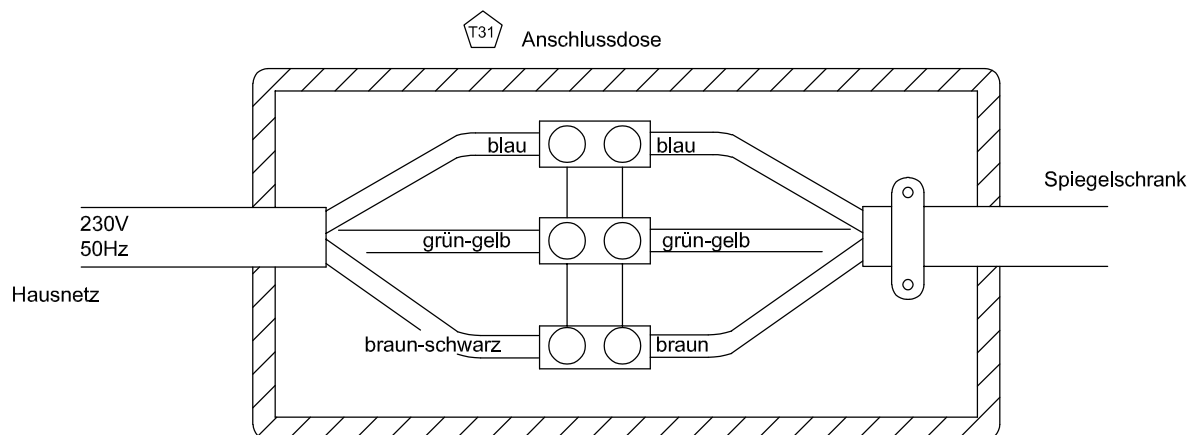 T31
Anschlussdose
blau
blau
Spiegelschrank
230V
50Hz
grün-gelb
grün-gelb
Hausnetz
braun-schwarz
braun